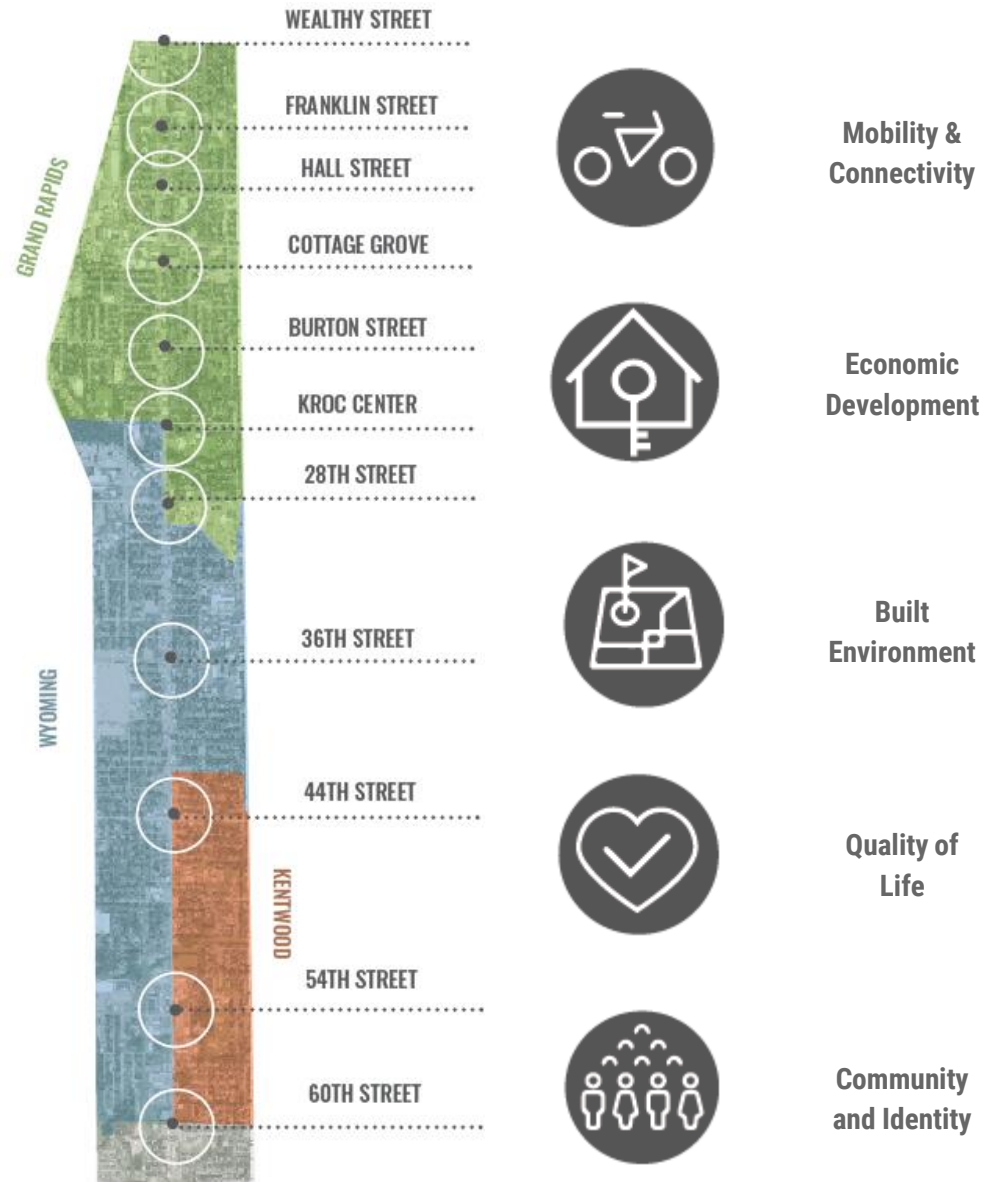 WEALTHY STREET
FRANKLIN STREET
HALL STREET
COTTAGE GROVE
BURTON STREET
KROC CENTER
28TH STREET
36TH STREET
44TH STREET
54TH STREET
60TH STREET
GRAND RAPIDS
WYOMING
KENTWOOD
Mobility &
Connectivity
Economic
Development
Built
Environment
Quality of
Life
Community
and Identity